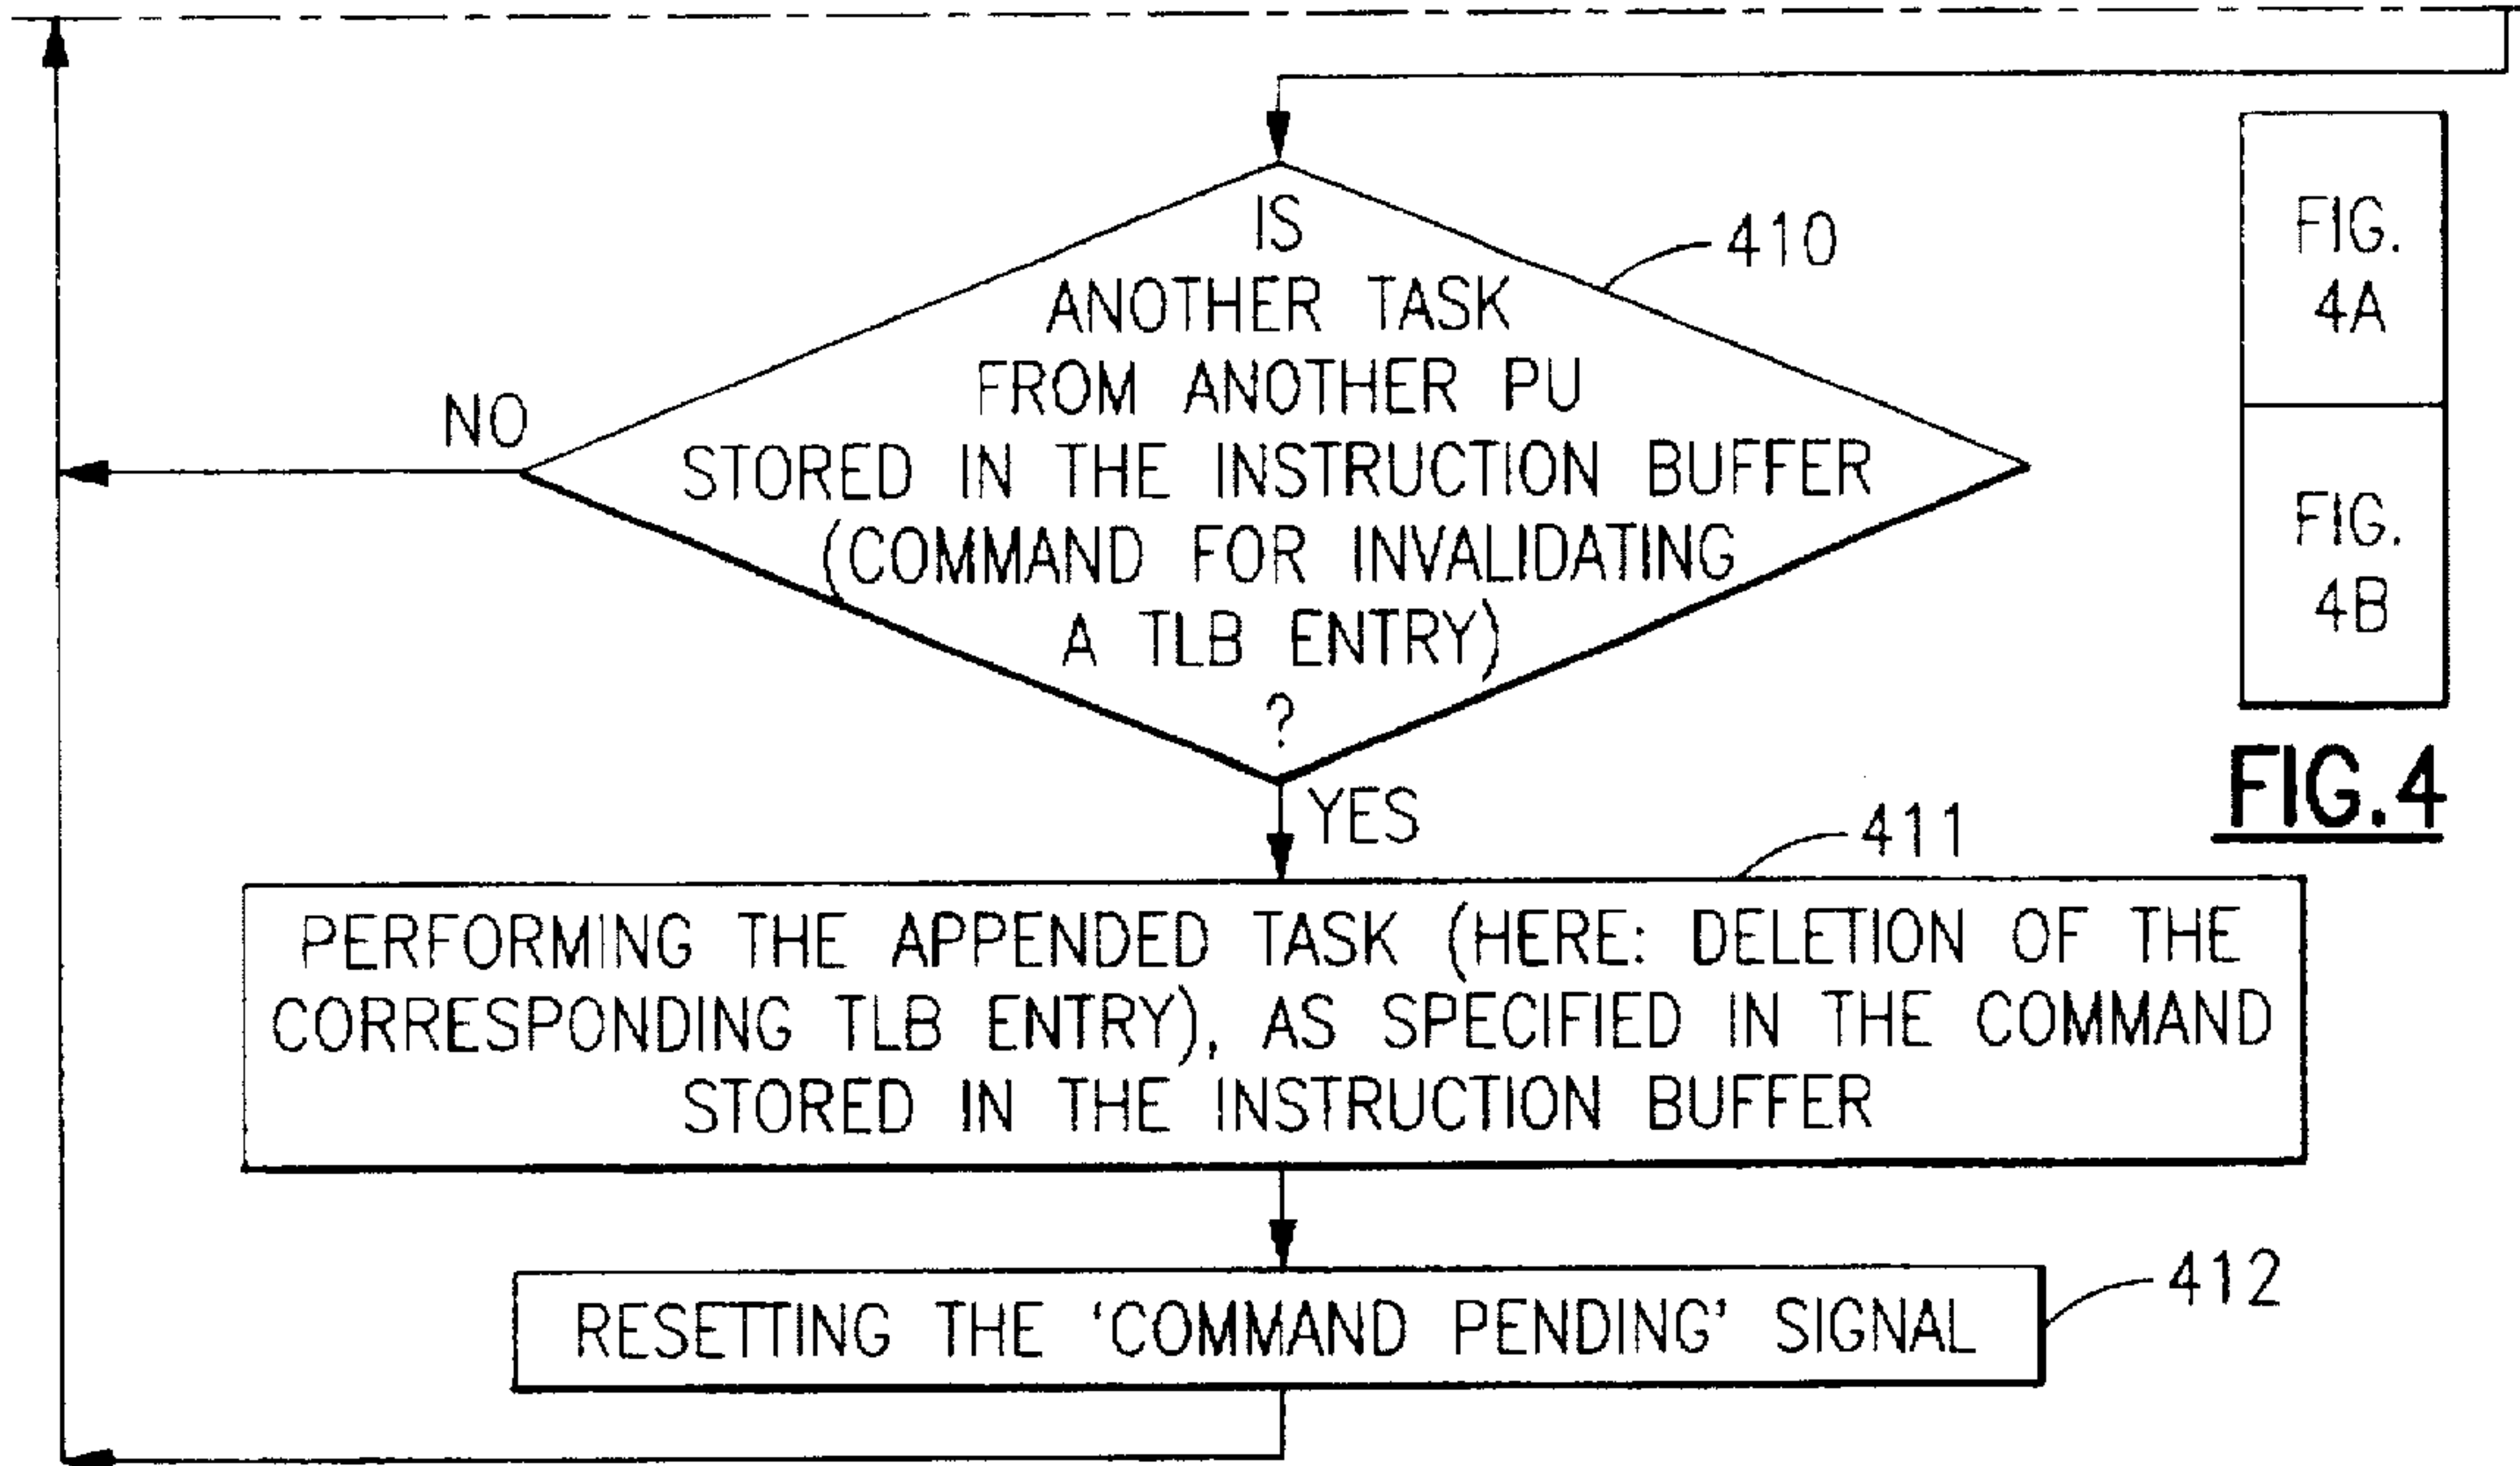 IS
ANOTHER TASK
FROM ANOTHER PU
STORED IN THE INSTRUCTION BUFFER
(COMMAND FOR INVALIDATING
A TLB ENTRY)
?
410
NO
YES
FIG.
4A
FIG.
4B
FIG.4
411
PERFORMING THE APPENDED TASK (HERE: DELETION OF THE
CORRESPONDING TLB ENTRY), AS SPECIFIED IN THE COMMAND
STORED IN THE INSTRUCTION BUFFER
RESETTING THE 'COMMAND PENDING' SIGNAL
412